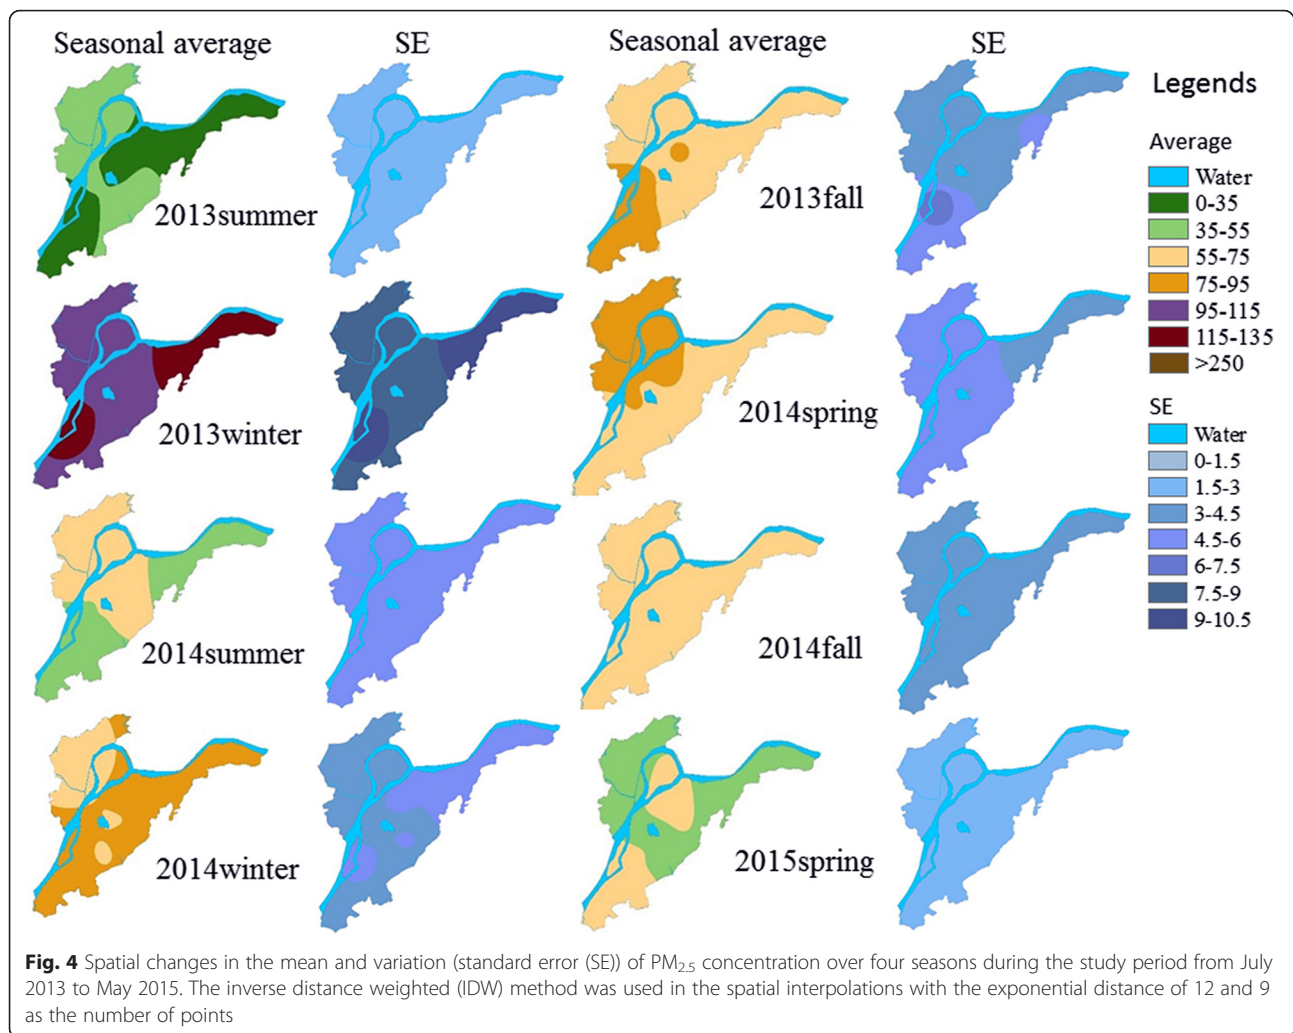 Seasonal average
SE
Seasonal average
SE
2013summer
2013fall
2013winter
2014spring
2014summer
2014fall
2014winter
2015spring
Legends
Average
Water
0-35
35-55
55-75
75-95
95-115
115-135
>250
SE
Water
0-1.5
1.5-3
3-4.5
4.5-6
6-7.5
7.5-9
9-10.5
Fig. 4 Spatial changes in the mean and variation (standard error (SE)) of PM2.5 concentration over four seasons during the study period from July
2013 to May 2015. The inverse distance weighted (IDW) method was used in the spatial interpolations with the exponential distance of 12 and 9
as the number of points